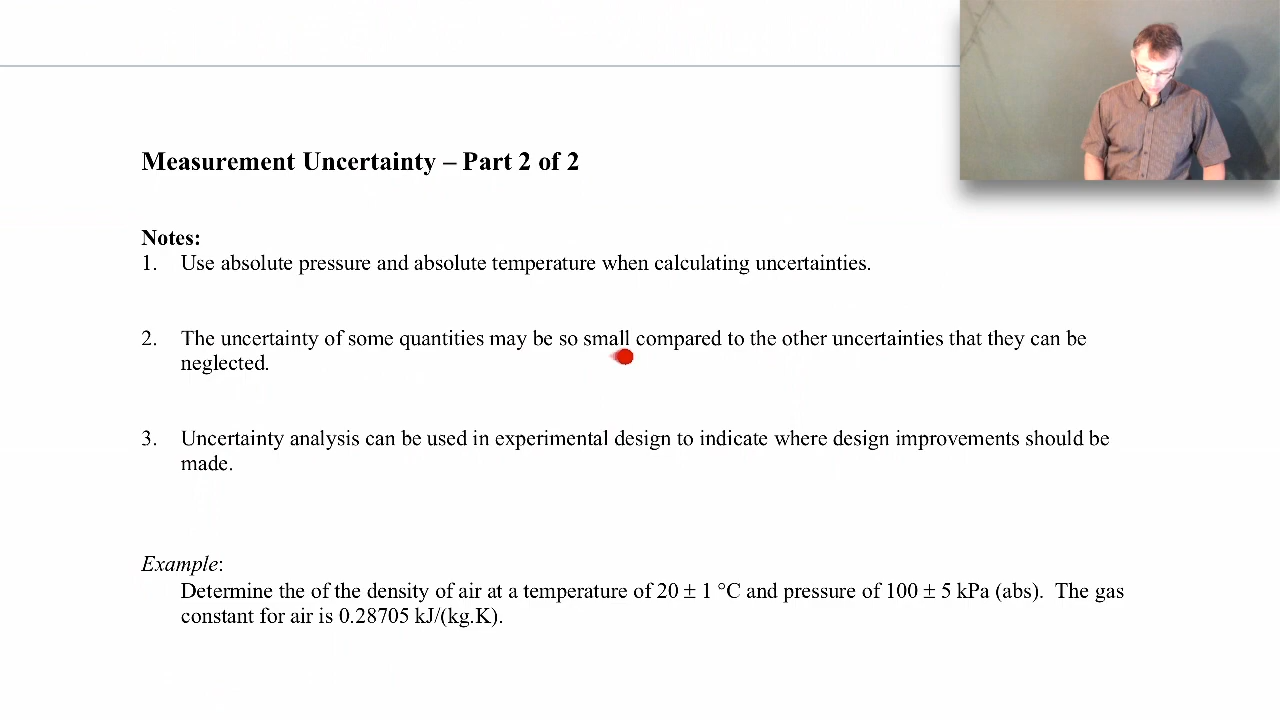 Measurement Uncertainty – Part 2 of 2
Notes:
1. Use absolute pressure and absolute temperature when calculating uncertainties.
2. The uncertainty of some quantities may be so small compared to the other uncertainties that they can be
neglected.
3. Uncertainty analysis can be used in experimental design to indicate where design improvements should be
made.
Example:
Determine the of the density of air at a temperature of 20 ± 1 °C and pressure of 100 ± 5 kPa (abs). The gas
constant for air is 0.28705 kJ/(kg.K).